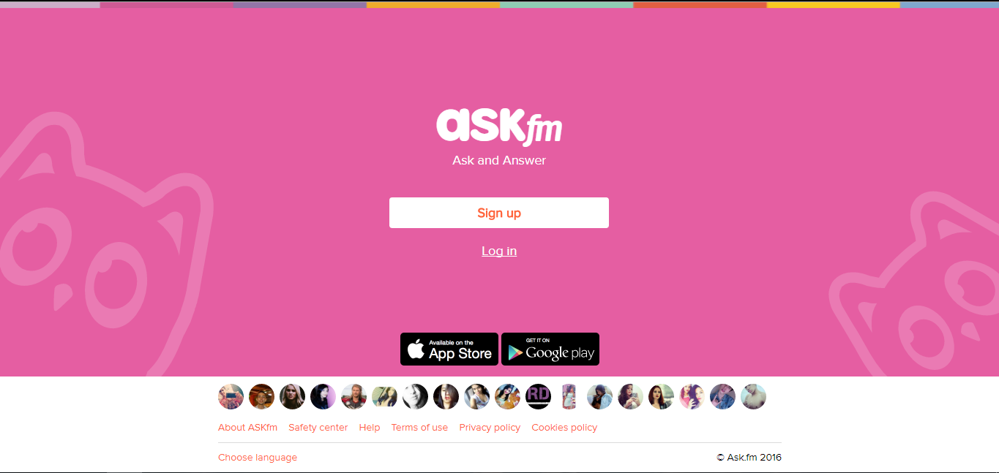 ASKfm
Ask and Answer
Sign up
Log in
Available on the
App Store
GET IT ON
Google play
RD
About ASKfm Safety center Help Terms of use Privacy policy Cookies policy
Choose language © Ask.fm 2016